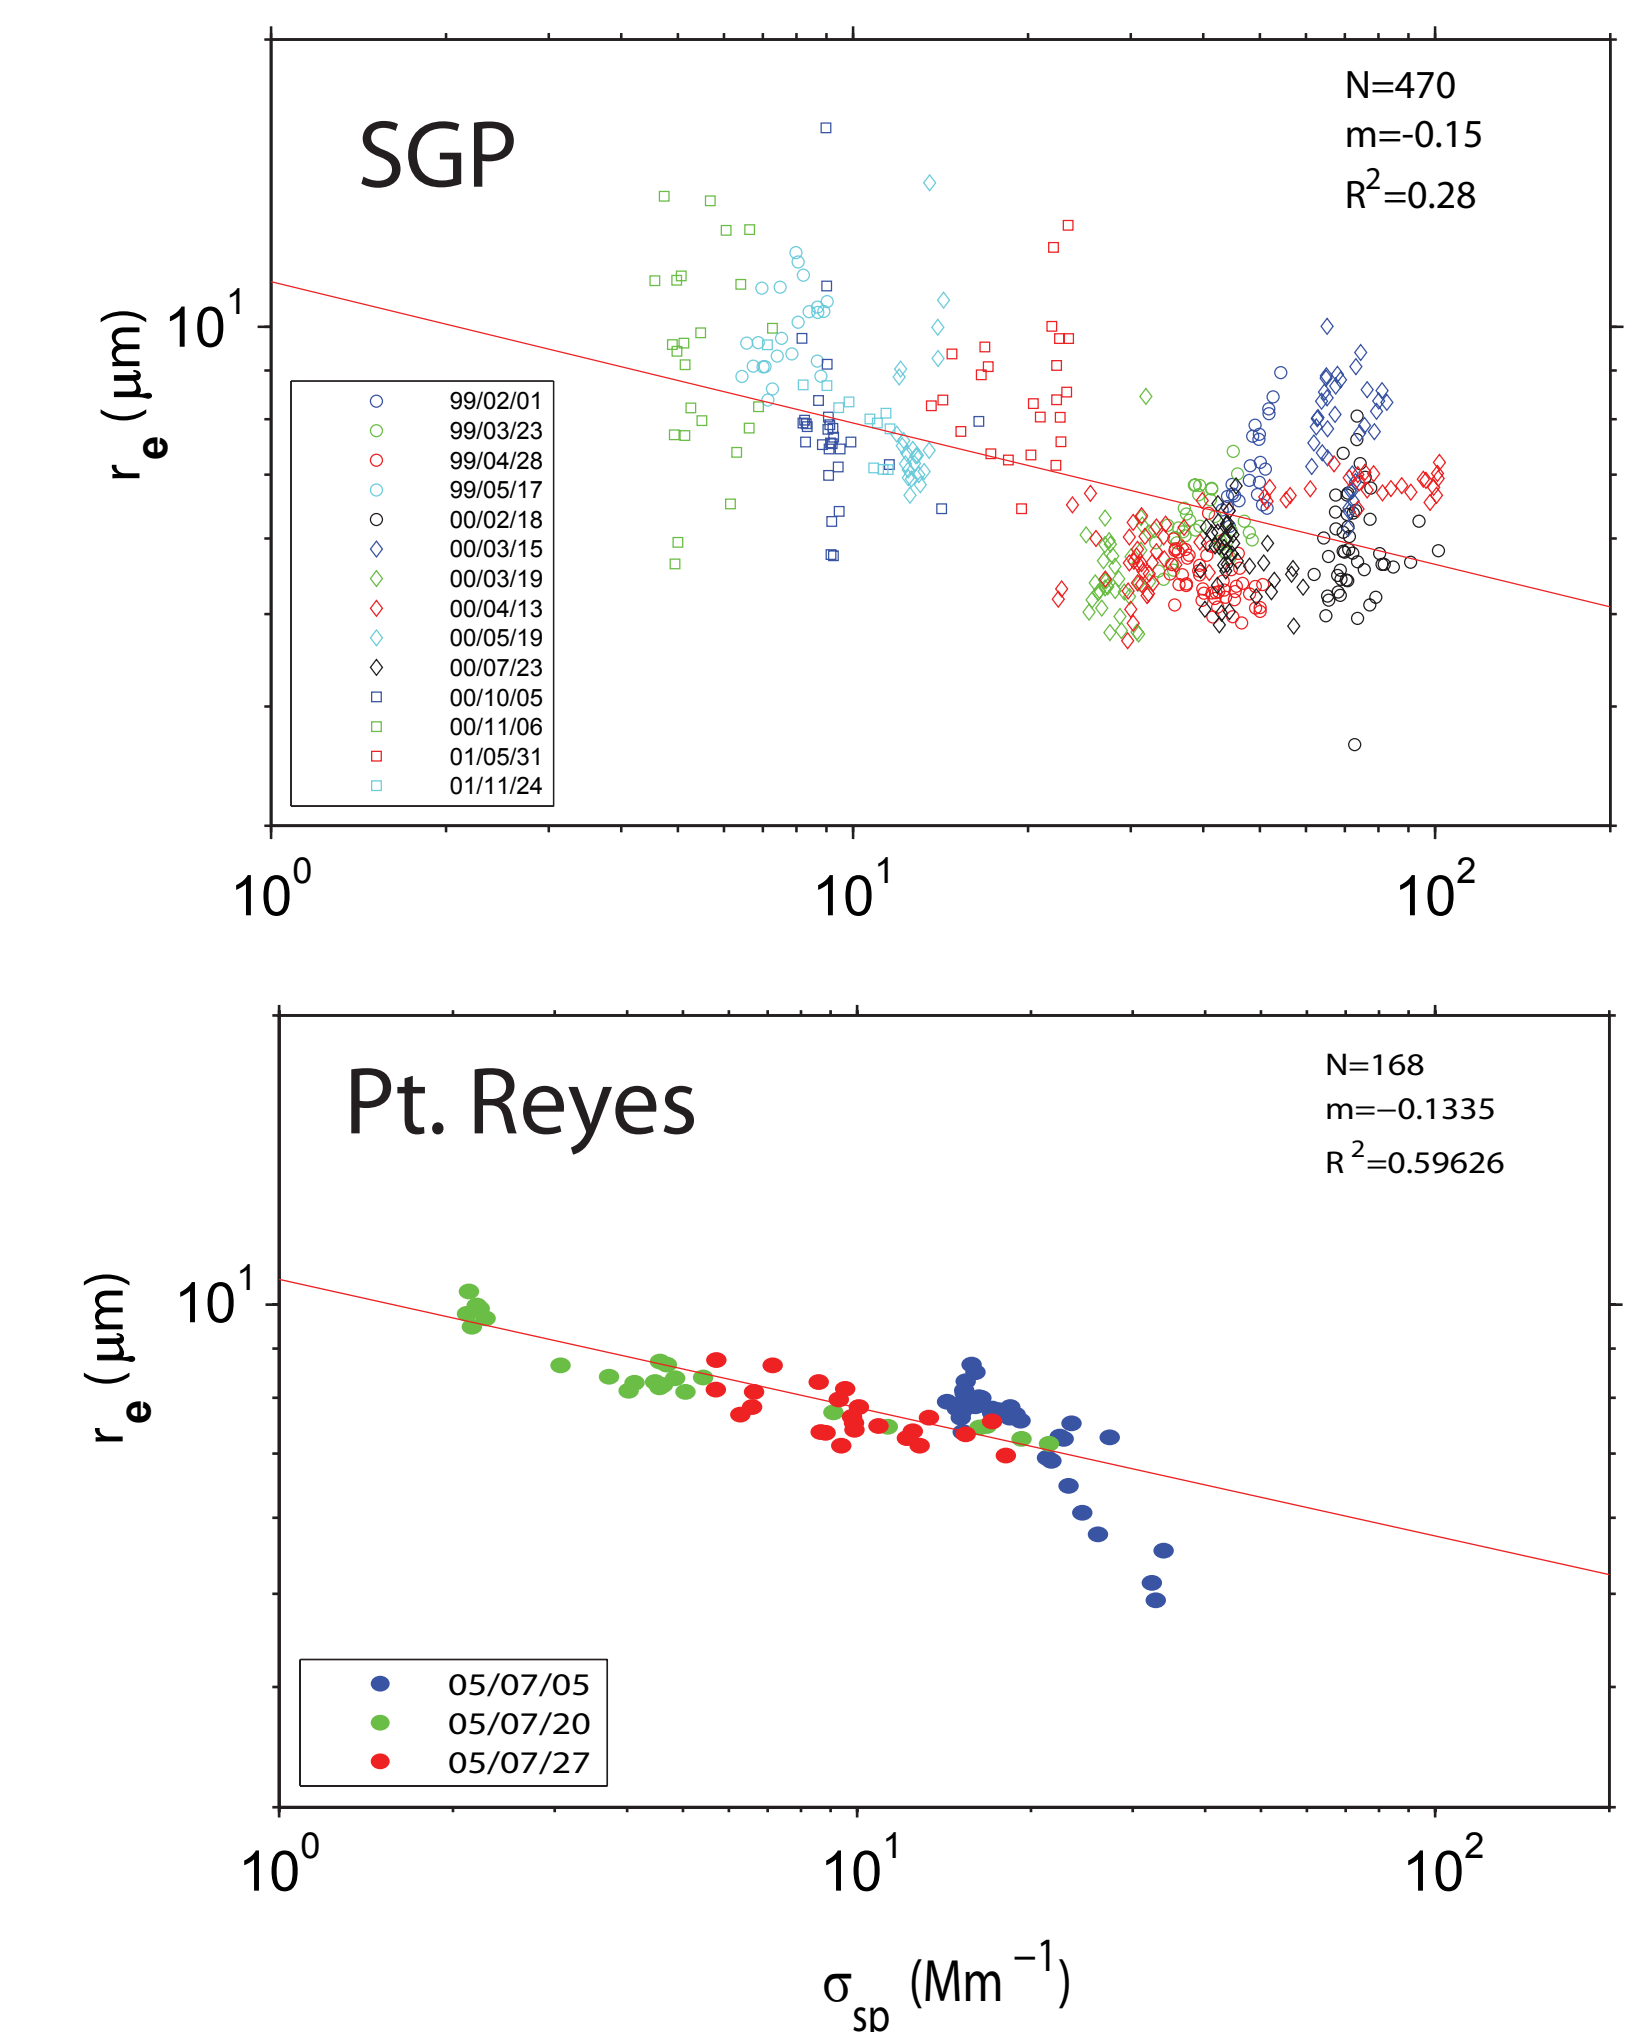 SGP
N=470
m=-0.15
R²=0.28
r e (μm)
10¹
99/02/01
99/03/23
99/04/28
99/05/17
00/02/18
00/03/15
00/03/19
00/04/13
00/05/19
00/07/23
00/10/05
00/11/06
01/05/31
01/11/24
10⁰ 10¹ 10²
Pt. Reyes
N=168
m=−0.1335
R²=0.59626
r e (μm)
10¹
05/07/05
05/07/20
05/07/27
10⁰ 10¹ 10²
σsp (Mm⁻¹)